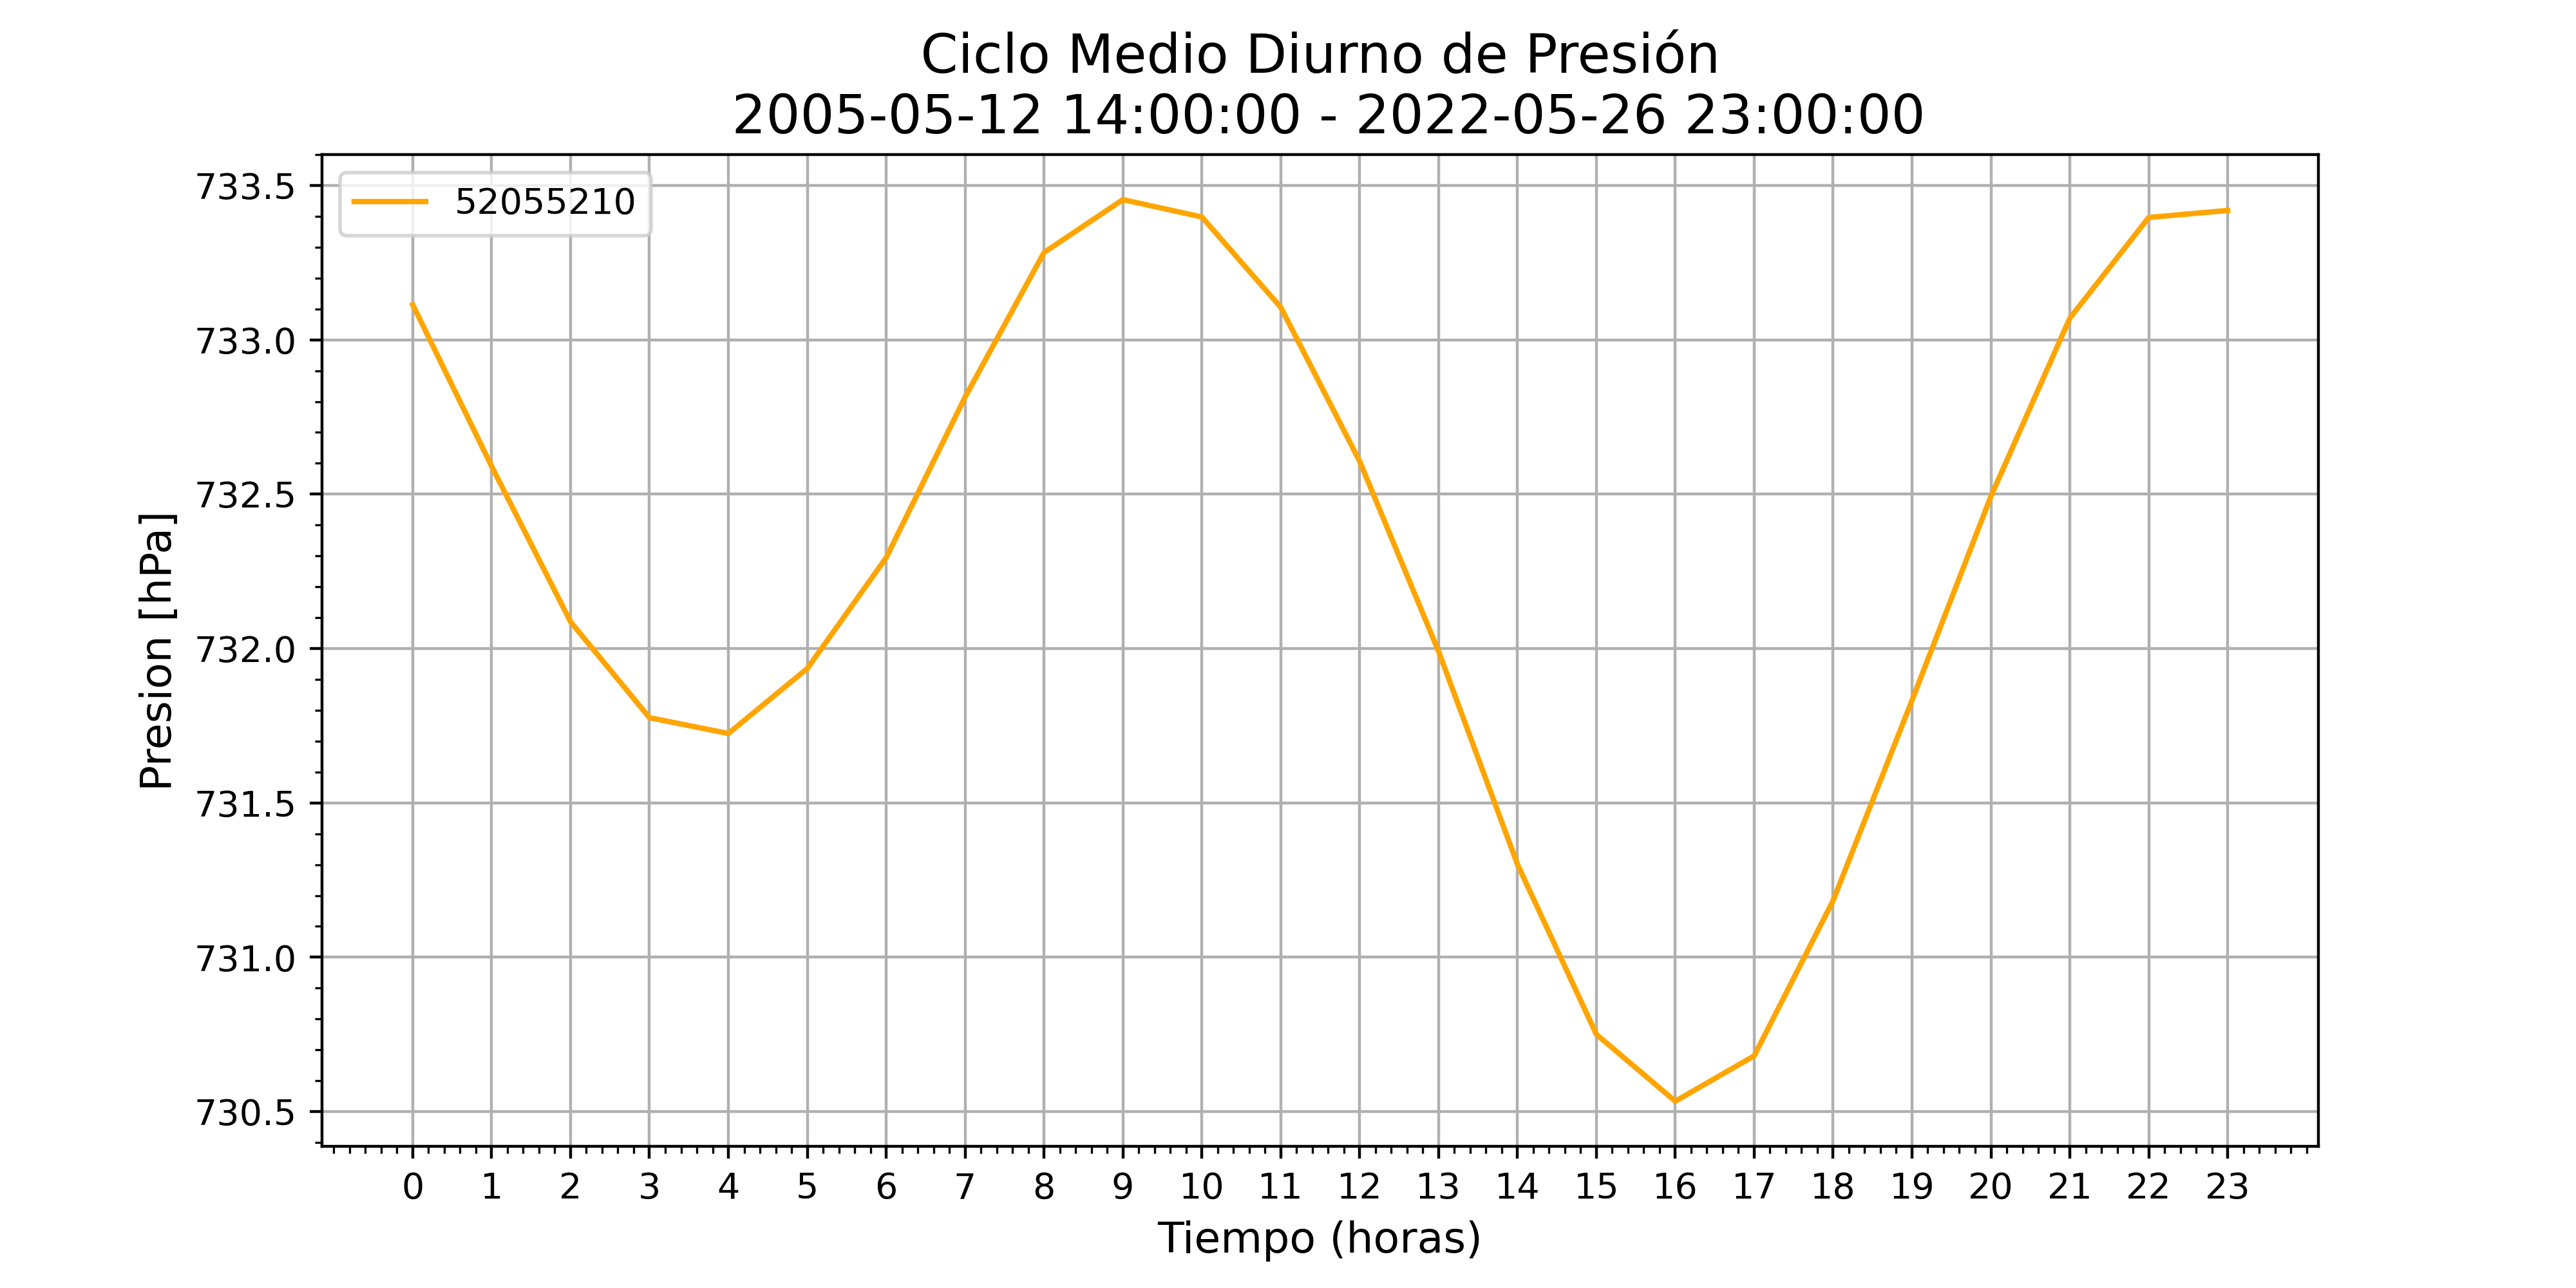 Ciclo Medio Diurno de Presión
2005-05-12 14:00:00 - 2022-05-26 23:00:00
52055210
Presion [hPa]
733.5
733.0
732.5
732.0
731.5
731.0
730.5
0 1 2 3 4 5 6 7 8 9 10 11 12 13 14 15 16 17 18 19 20 21 22 23
Tiempo (horas)